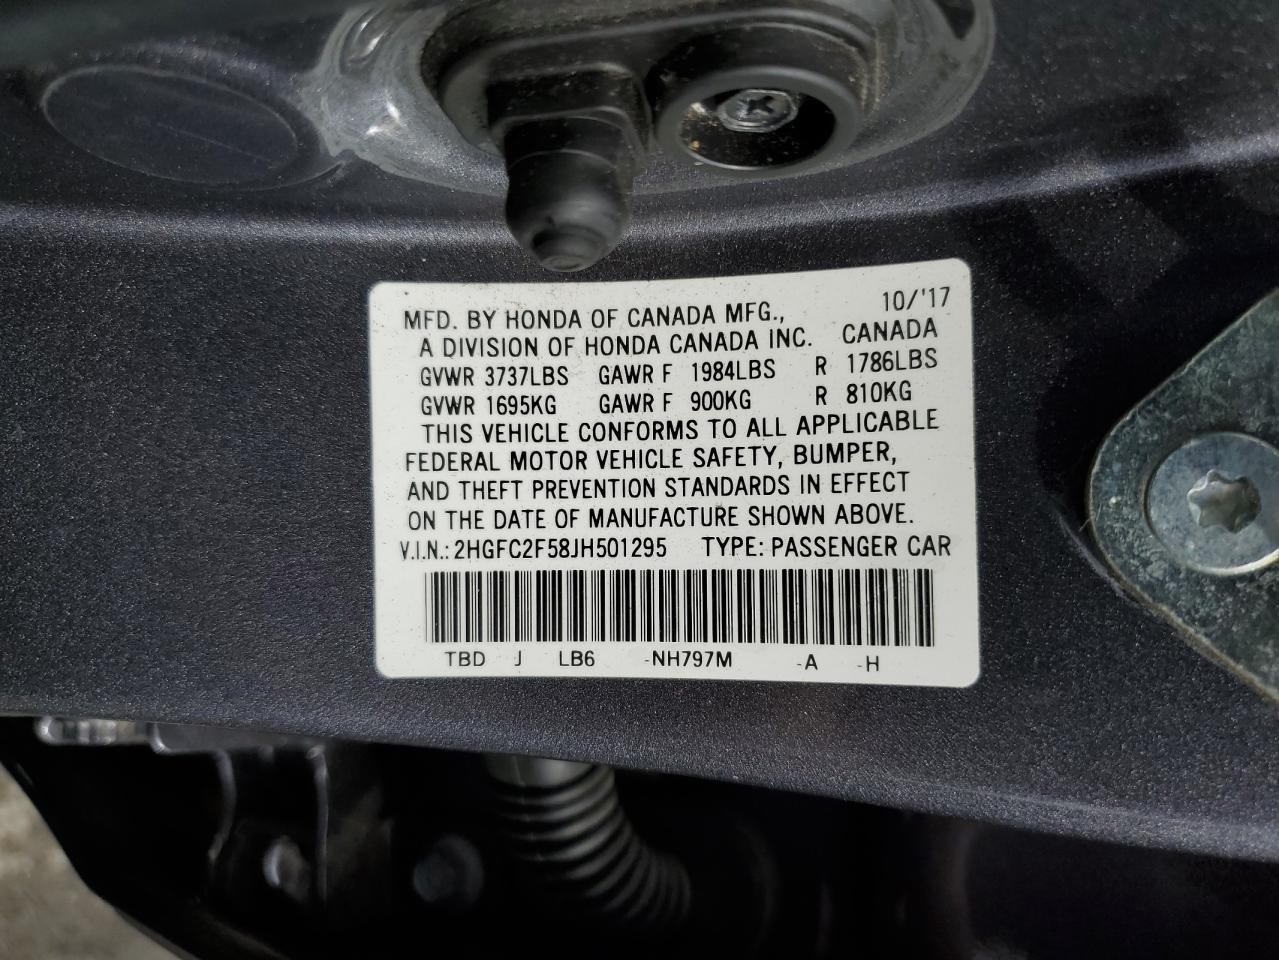 MFD. BY HONDA OF CANADA MFG., 10/'17
A DIVISION OF HONDA CANADA INC. CANADA
GVWR 3737LBS GAWR F 1984LBS R 1786LBS
GVWR 1695KG GAWR F 900KG R 810KG
THIS VEHICLE CONFORMS TO ALL APPLICABLE
FEDERAL MOTOR VEHICLE SAFETY, BUMPER,
AND THEFT PREVENTION STANDARDS IN EFFECT
ON THE DATE OF MANUFACTURE SHOWN ABOVE.
V.I.N.: 2HGFC2F58JH501295 TYPE: PASSENGER CAR
TBD J LB6 -NH797M -A -H